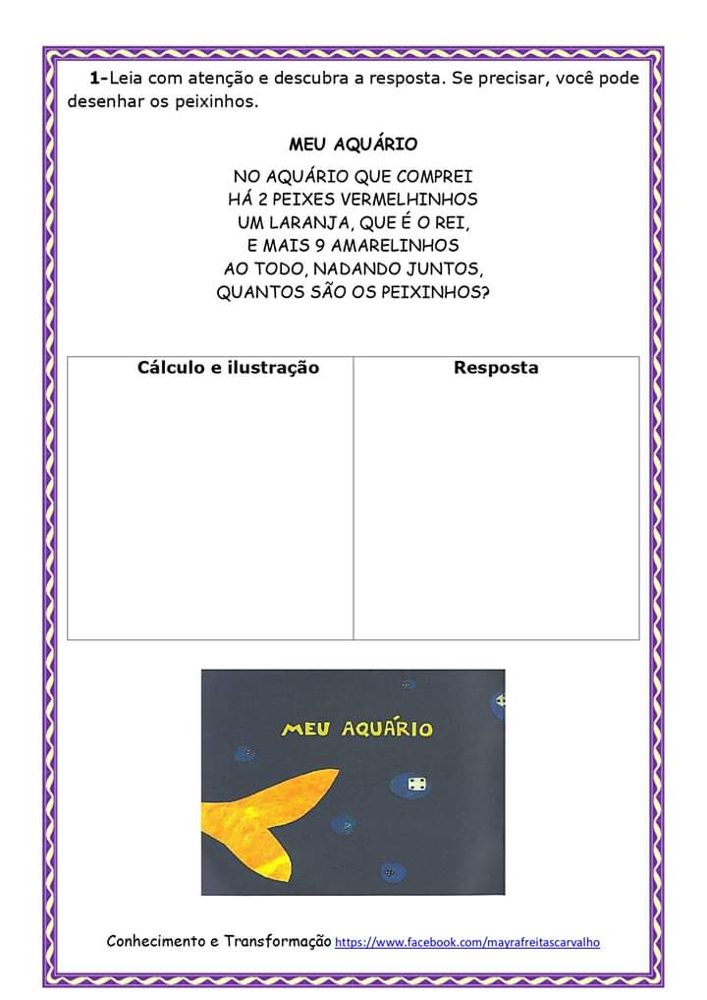 1-Leia com atenção e descubra a resposta. Se precisar, você pode
desenhar os peixinhos.
MEU AQUÁRIO
NO AQUÁRIO QUE COMPREI
HÁ 2 PEIXES VERMELHINHOS
UM LARANJA, QUE É O REI,
E MAIS 9 AMARELINHOS
AO TODO, NADANDO JUNTOS,
QUANTOS SÃO OS PEIXINHOS?
Cálculo e ilustração
Resposta
MEU AQUÁRIO
Conhecimento e Transformação https://www.facebook.com/mayrafreitascarvalho